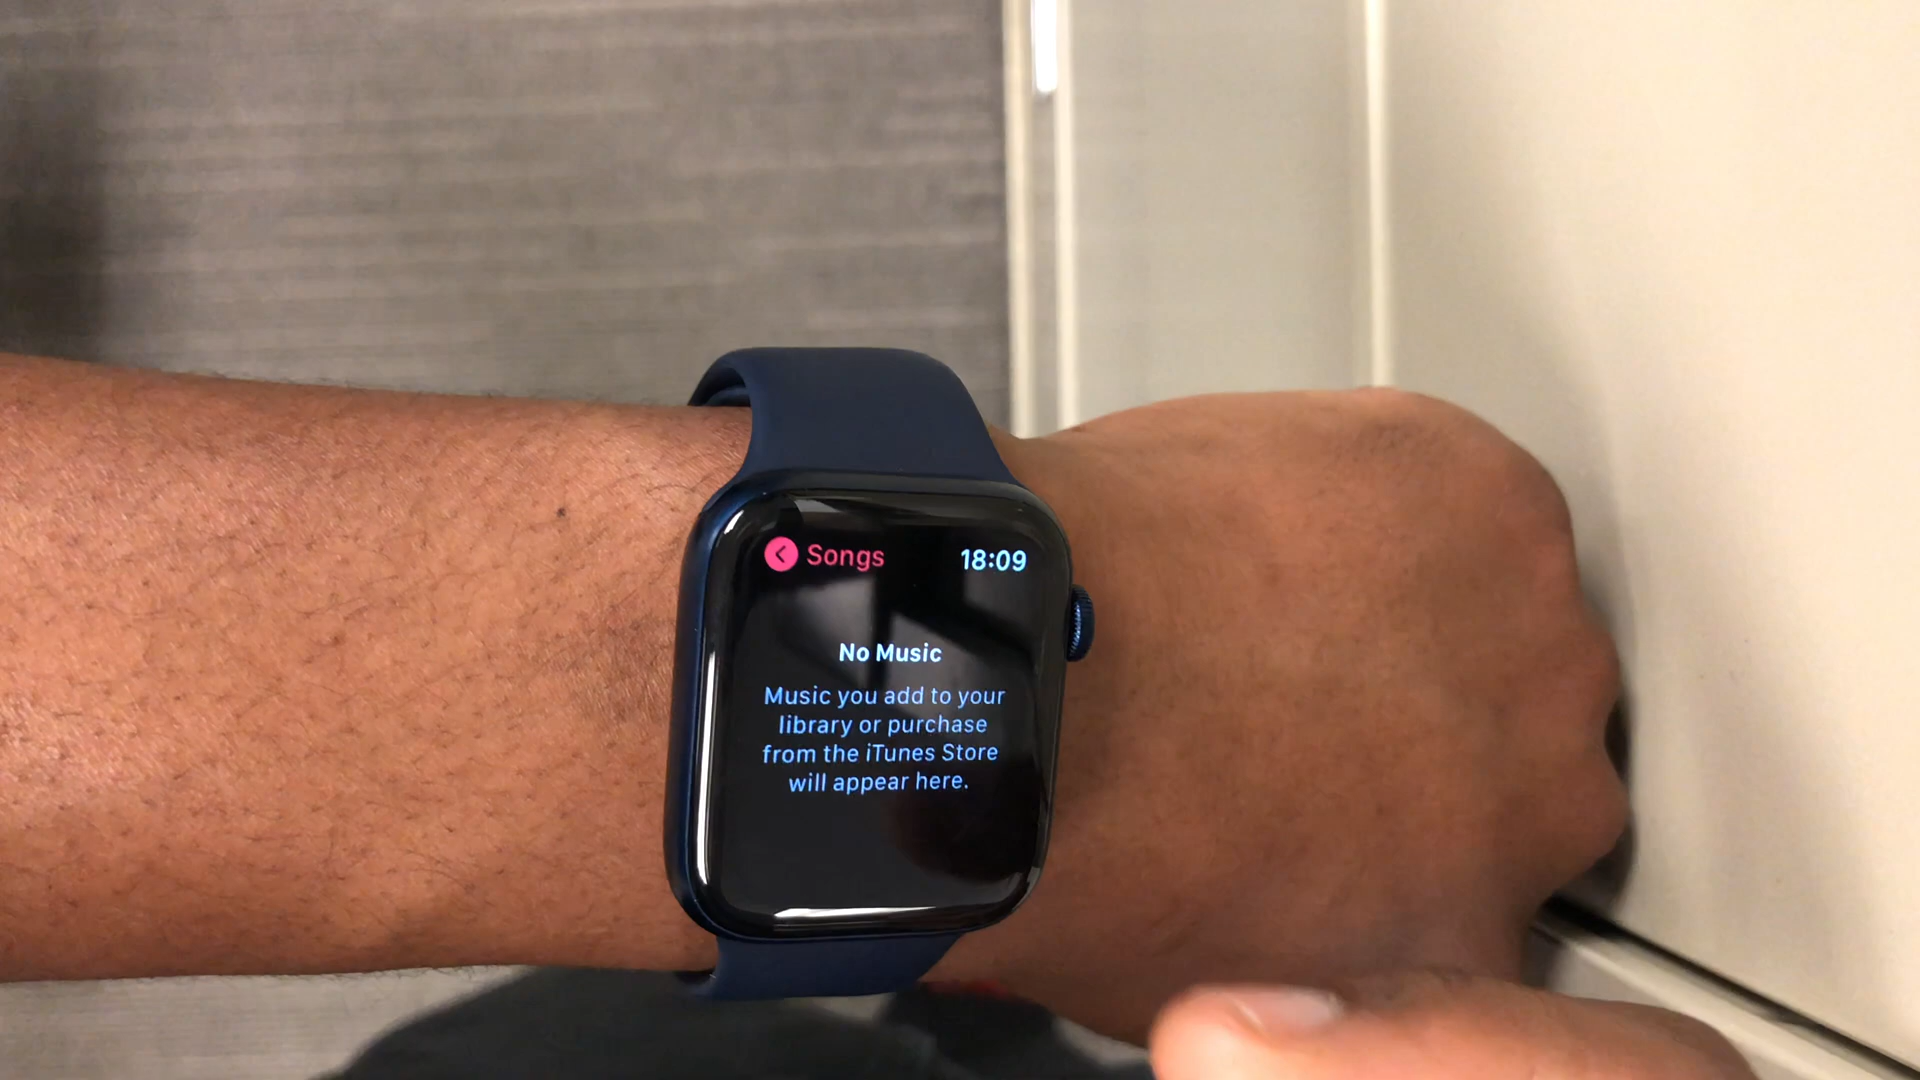 Songs 18:09
No Music
Music you add to your
library or purchase
from the iTunes Store
will appear here.